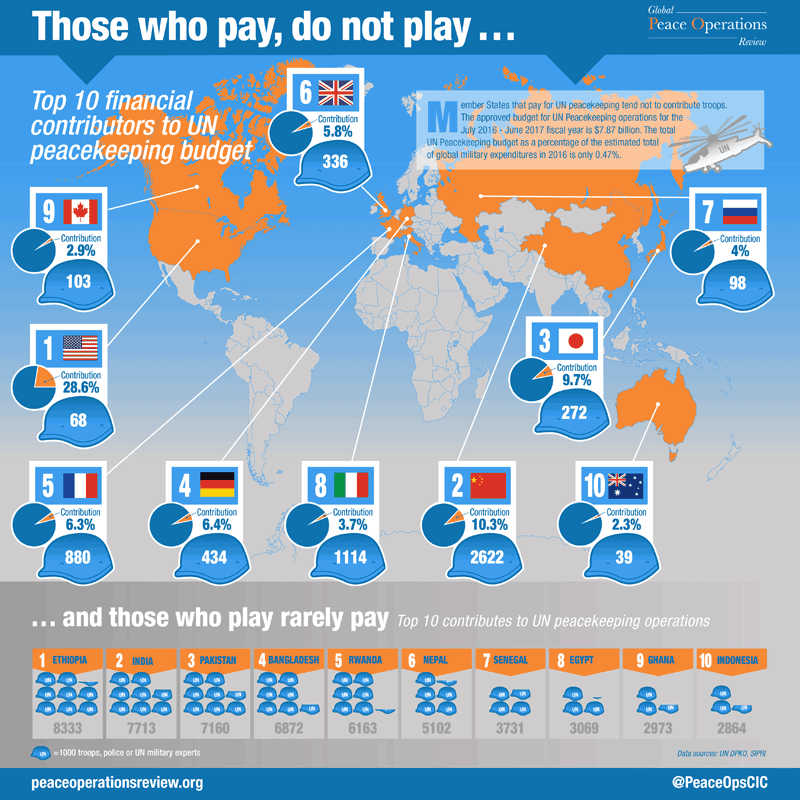 Those who pay, do not play ...
Global
Peace Operations
Review
Top 10 financial
contributors to UN
peacekeeping budget
Member States that pay for UN peacekeeping tend not to contribute troops.
The approved budget for UN Peacekeeping operations for the
July 2016 - June 2017 fiscal year is $7.87 billion. The total
UN Peacekeeping budget as a percentage of the estimated total
of global military expenditures in 2016 is only 0.47%.
UN
6
Contribution
5.8%
336
9
Contribution
2.9%
103
7
Contribution
4%
98
1
Contribution
28.6%
68
3
Contribution
9.7%
272
5
Contribution
6.3%
880
4
Contribution
6.4%
434
8
Contribution
3.7%
1114
2
Contribution
10.3%
2622
10
Contribution
2.3%
39
... and those who play rarely pay Top 10 contributes to UN peacekeeping operations
1 ETHIOPIA
8333
2 INDIA
7713
3 PAKISTAN
7160
4 BANGLADESH
6872
5 RWANDA
6163
6 NEPAL
5102
7 SENEGAL
3731
8 EGYPT
3069
9 GHANA
2973
10 INDONESIA
2864
UN =1000 troops, police or UN military experts
Data sources: UN DPKO, SIPRI
peaceoperationsreview.org
@PeaceOpsCIC